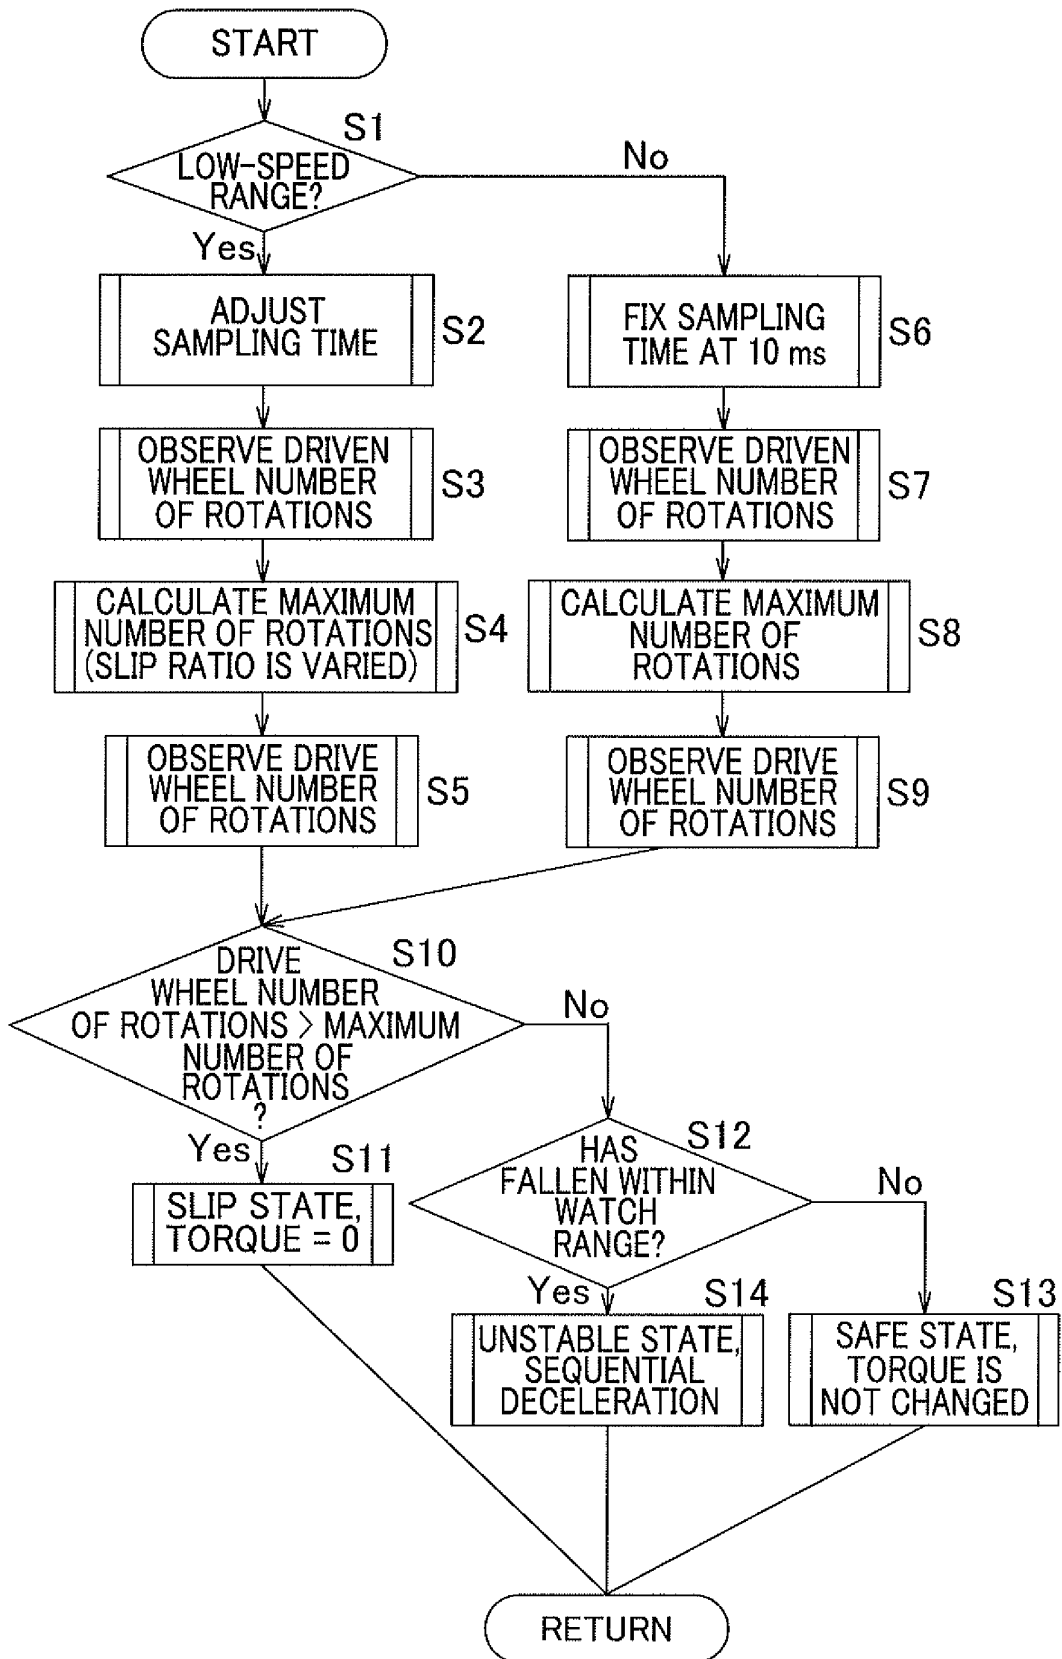 START
S1
LOW-SPEED
RANGE?
No
Yes
ADJUST
SAMPLING TIME
S2
FIX SAMPLING
TIME AT 10 ms
S6
OBSERVE DRIVEN
WHEEL NUMBER
OF ROTATIONS
S3
OBSERVE DRIVEN
WHEEL NUMBER
OF ROTATIONS
S7
CALCULATE MAXIMUM
NUMBER OF ROTATIONS
(SLIP RATIO IS VARIED)
S4
CALCULATE MAXIMUM
NUMBER OF
ROTATIONS
S8
OBSERVE DRIVE
WHEEL NUMBER
OF ROTATIONS
S5
OBSERVE DRIVE
WHEEL NUMBER
OF ROTATIONS
S9
S10
DRIVE
WHEEL NUMBER
OF ROTATIONS > MAXIMUM
NUMBER OF
ROTATIONS
?
No
Yes
S11
SLIP STATE,
TORQUE = 0
S12
HAS
FALLEN WITHIN
WATCH
RANGE?
No
Yes
S14
UNSTABLE STATE,
SEQUENTIAL
DECELERATION
S13
SAFE STATE,
TORQUE IS
NOT CHANGED
RETURN